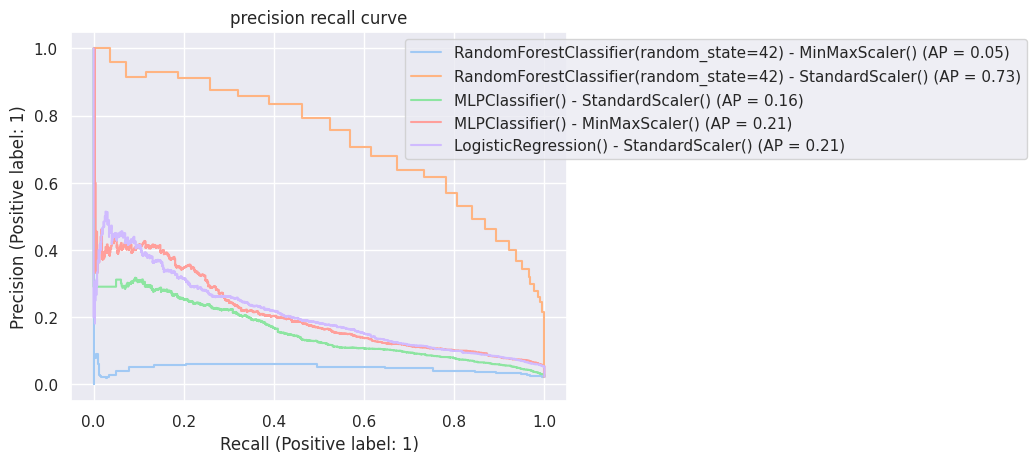 precision recall curve
RandomForestClassifier(random_state=42) - MinMaxScaler() (AP = 0.05)
RandomForestClassifier(random_state=42) - StandardScaler() (AP = 0.73)
MLPClassifier() - StandardScaler() (AP = 0.16)
MLPClassifier() - MinMaxScaler() (AP = 0.21)
LogisticRegression() - StandardScaler() (AP = 0.21)
Precision (Positive label: 1)
1.0
0.8
0.6
0.4
0.2
0.0
0.0 0.2 0.4 0.6 0.8 1.0
Recall (Positive label: 1)